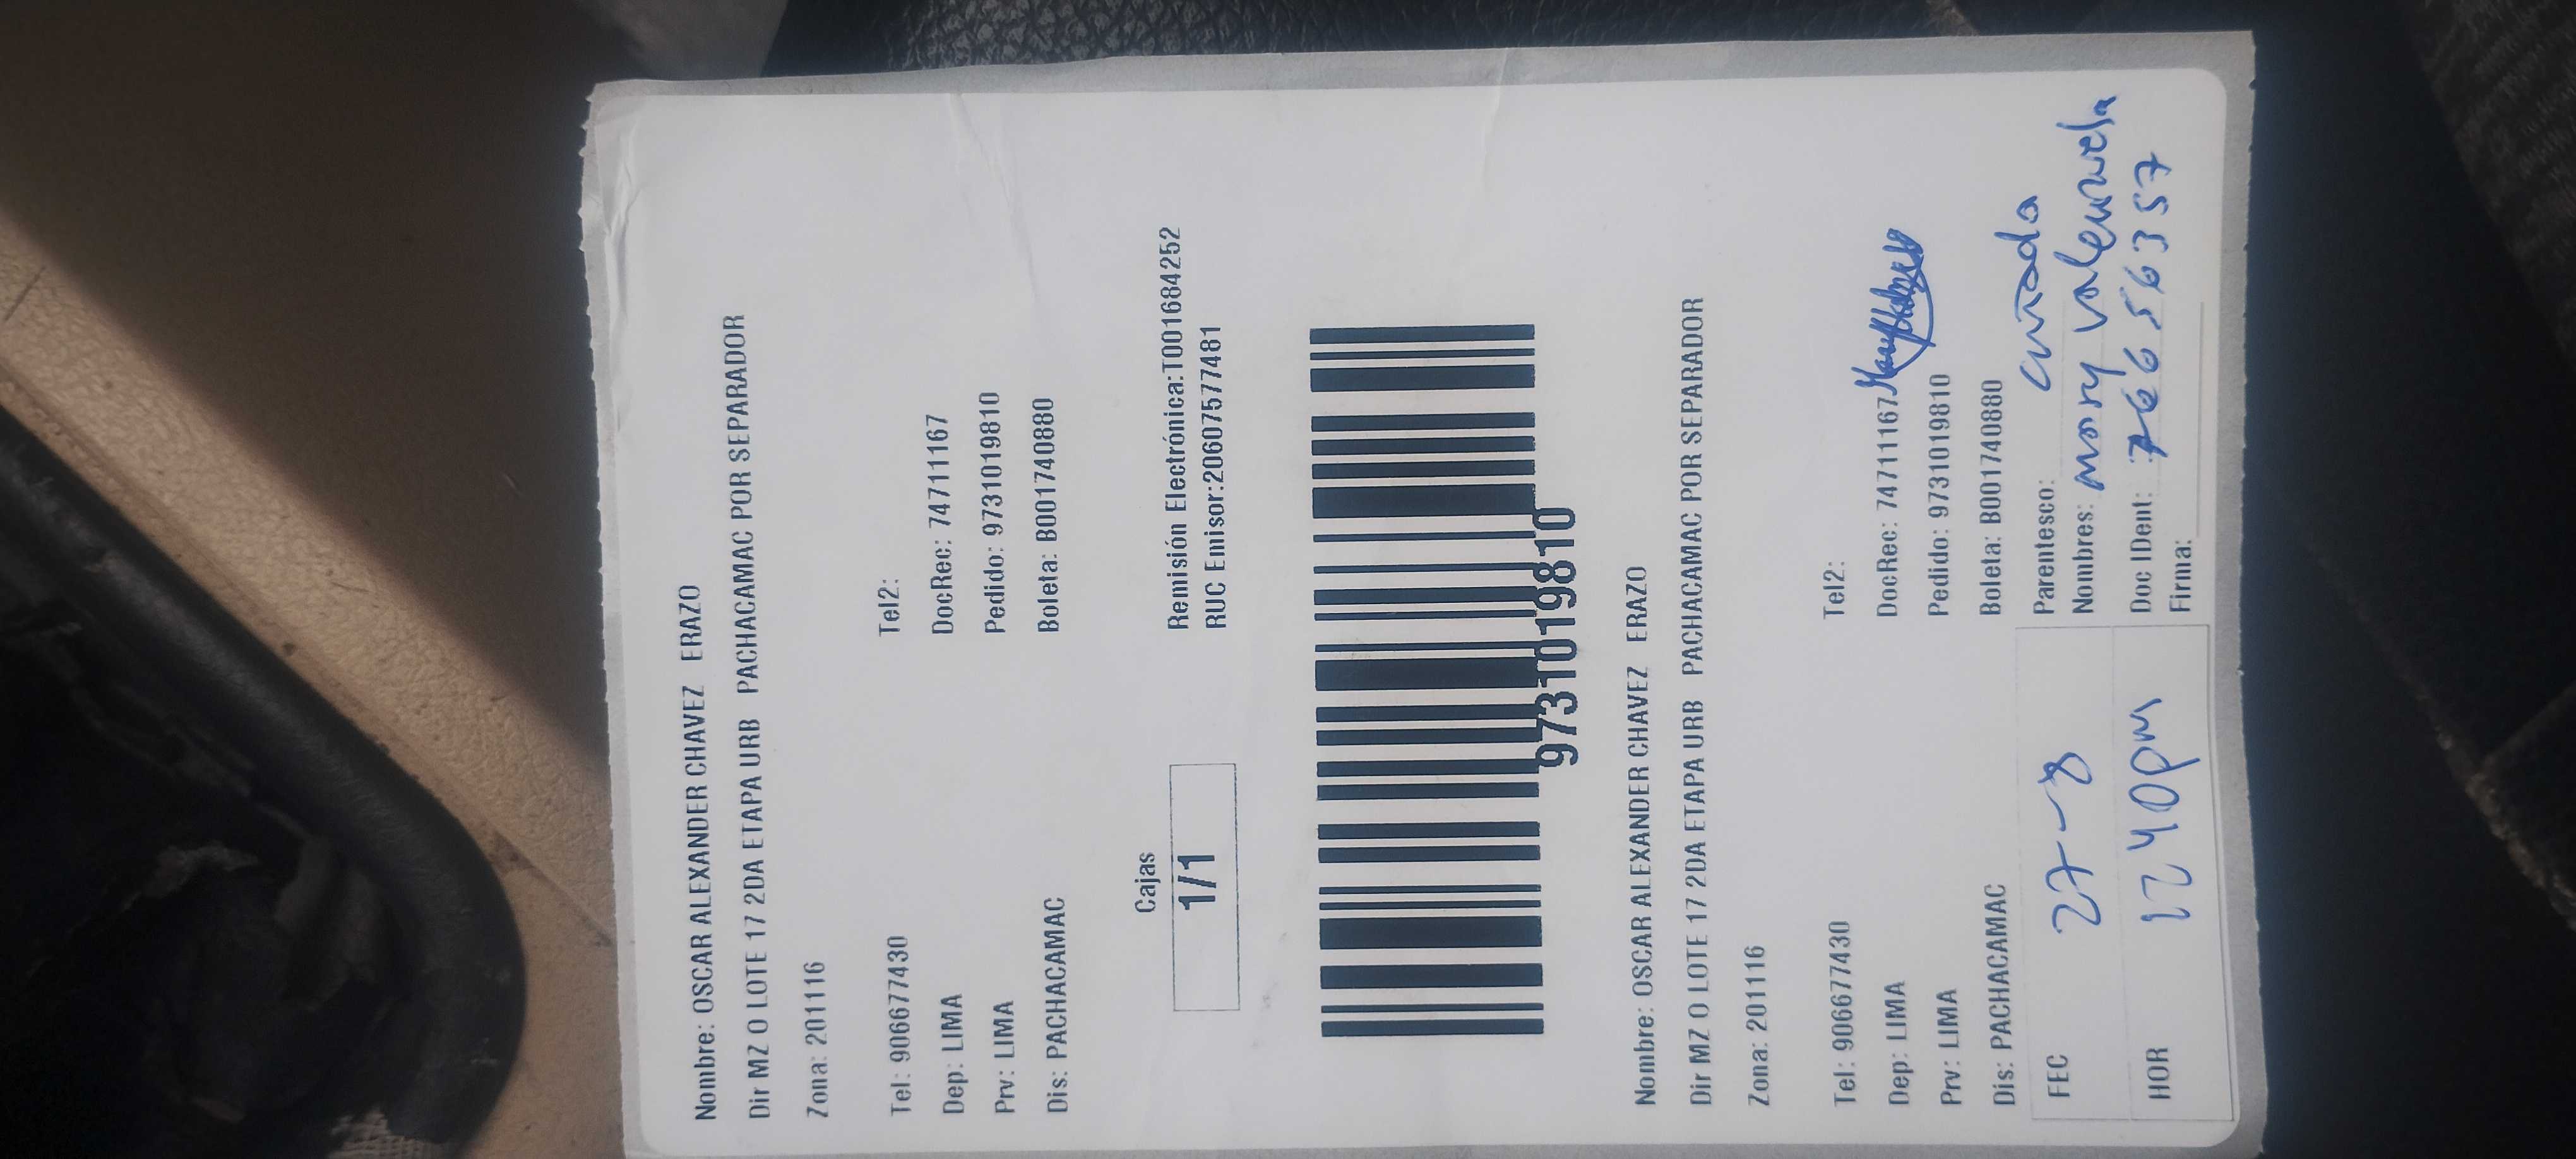 Nombre: OSCAR ALEXANDER CHAVEZ ERAZO
Dir MZ O LOTE 17 2DA ETAPA URB PACHACAMAC POR SEPARADOR
Zona: 201116
Tel: 906677430 Tel2:
Dep: LIMA DocRec: 74711167
Prv: LIMA Pedido: 97310198​10
Dis: PACHACAMAC Boleta: B001740880
Cajas
1/1
Remisión Electrónica:T001684252
RUC Emisor:20607577481
9731019810
Nombre: OSCAR ALEXANDER CHAVEZ ERAZO
Dir MZ O LOTE 17 2DA ETAPA URB PACHACAMAC POR SEPARADOR
Zona: 201116
Tel: 906677430 Tel2:
Dep: LIMA DocRec: 74711167
Prv: LIMA Pedido: 9731019810
Dis: PACHACAMAC Boleta: B001740880
FEC 27-8 Parentesco: cuñada
Nombres: mary valenzuela
HOR 1240pm Doc IDent: 76656357
Firma: